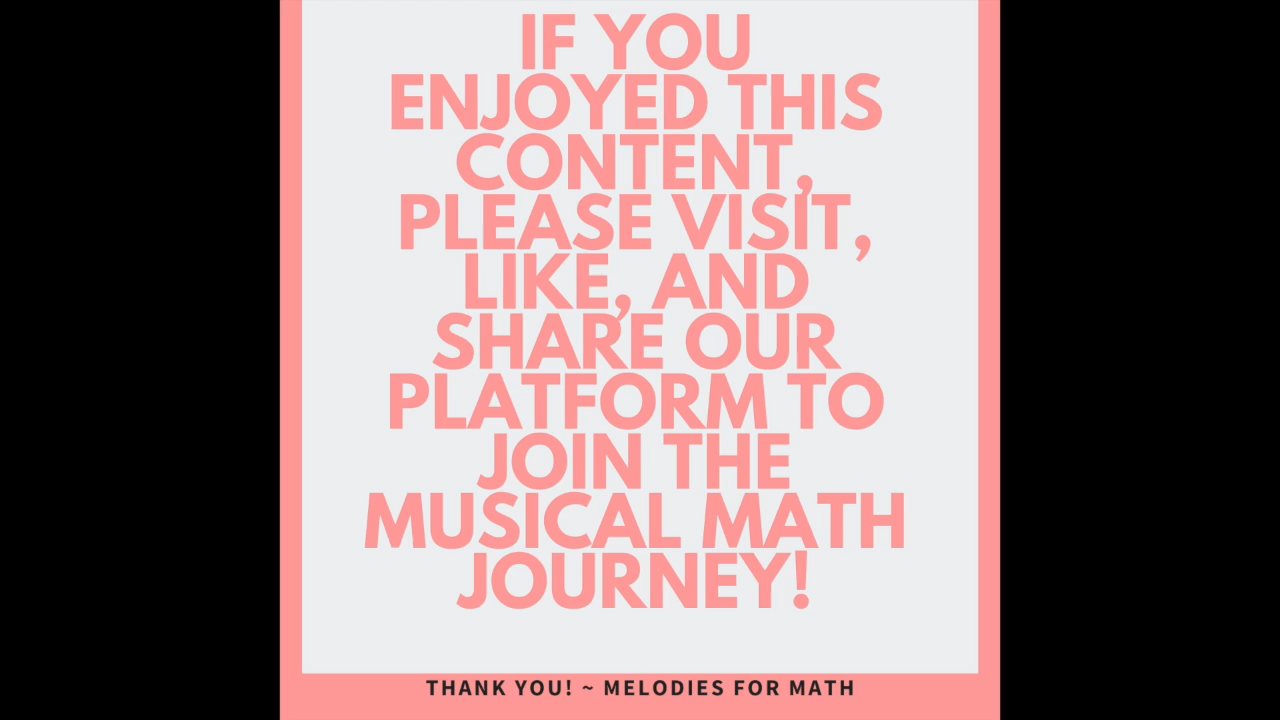 IF YOU
ENJOYED THIS
CONTENT,
PLEASE VISIT,
LIKE, AND
SHARE OUR
PLATFORM TO
JOIN THE
MUSICAL MATH
JOURNEY!
THANK YOU! ~ MELODIES FOR MATH